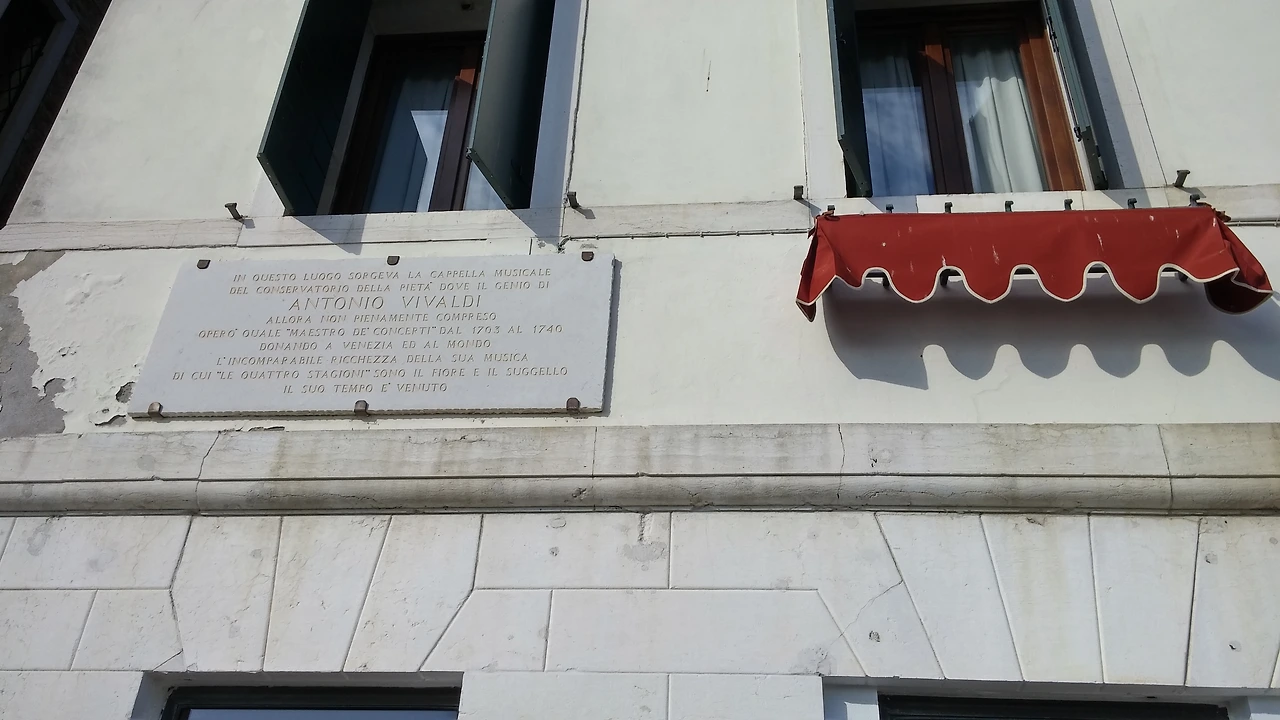 IN QUESTO LUOGO SORGEVA LA CAPPELLA MUSICALE
DEL CONSERVATORIO DELLA PIETA' DOVE IL GENIO DI
ANTONIO VIVALDI
ALLORA NON PIENAMENTE COMPRESO
OPERO' QUALE "MAESTRO DE' CONCERTI" DAL 1703 AL 1740
DONANDO A VENEZIA ED AL MONDO
L'INCOMPARABILE RICCHEZZA DELLA SUA MUSICA
DI CUI "LE QUATTRO STAGIONI" SONO IL FIORE E IL SUGGELLO
IL SUO TEMPO E' VENUTO